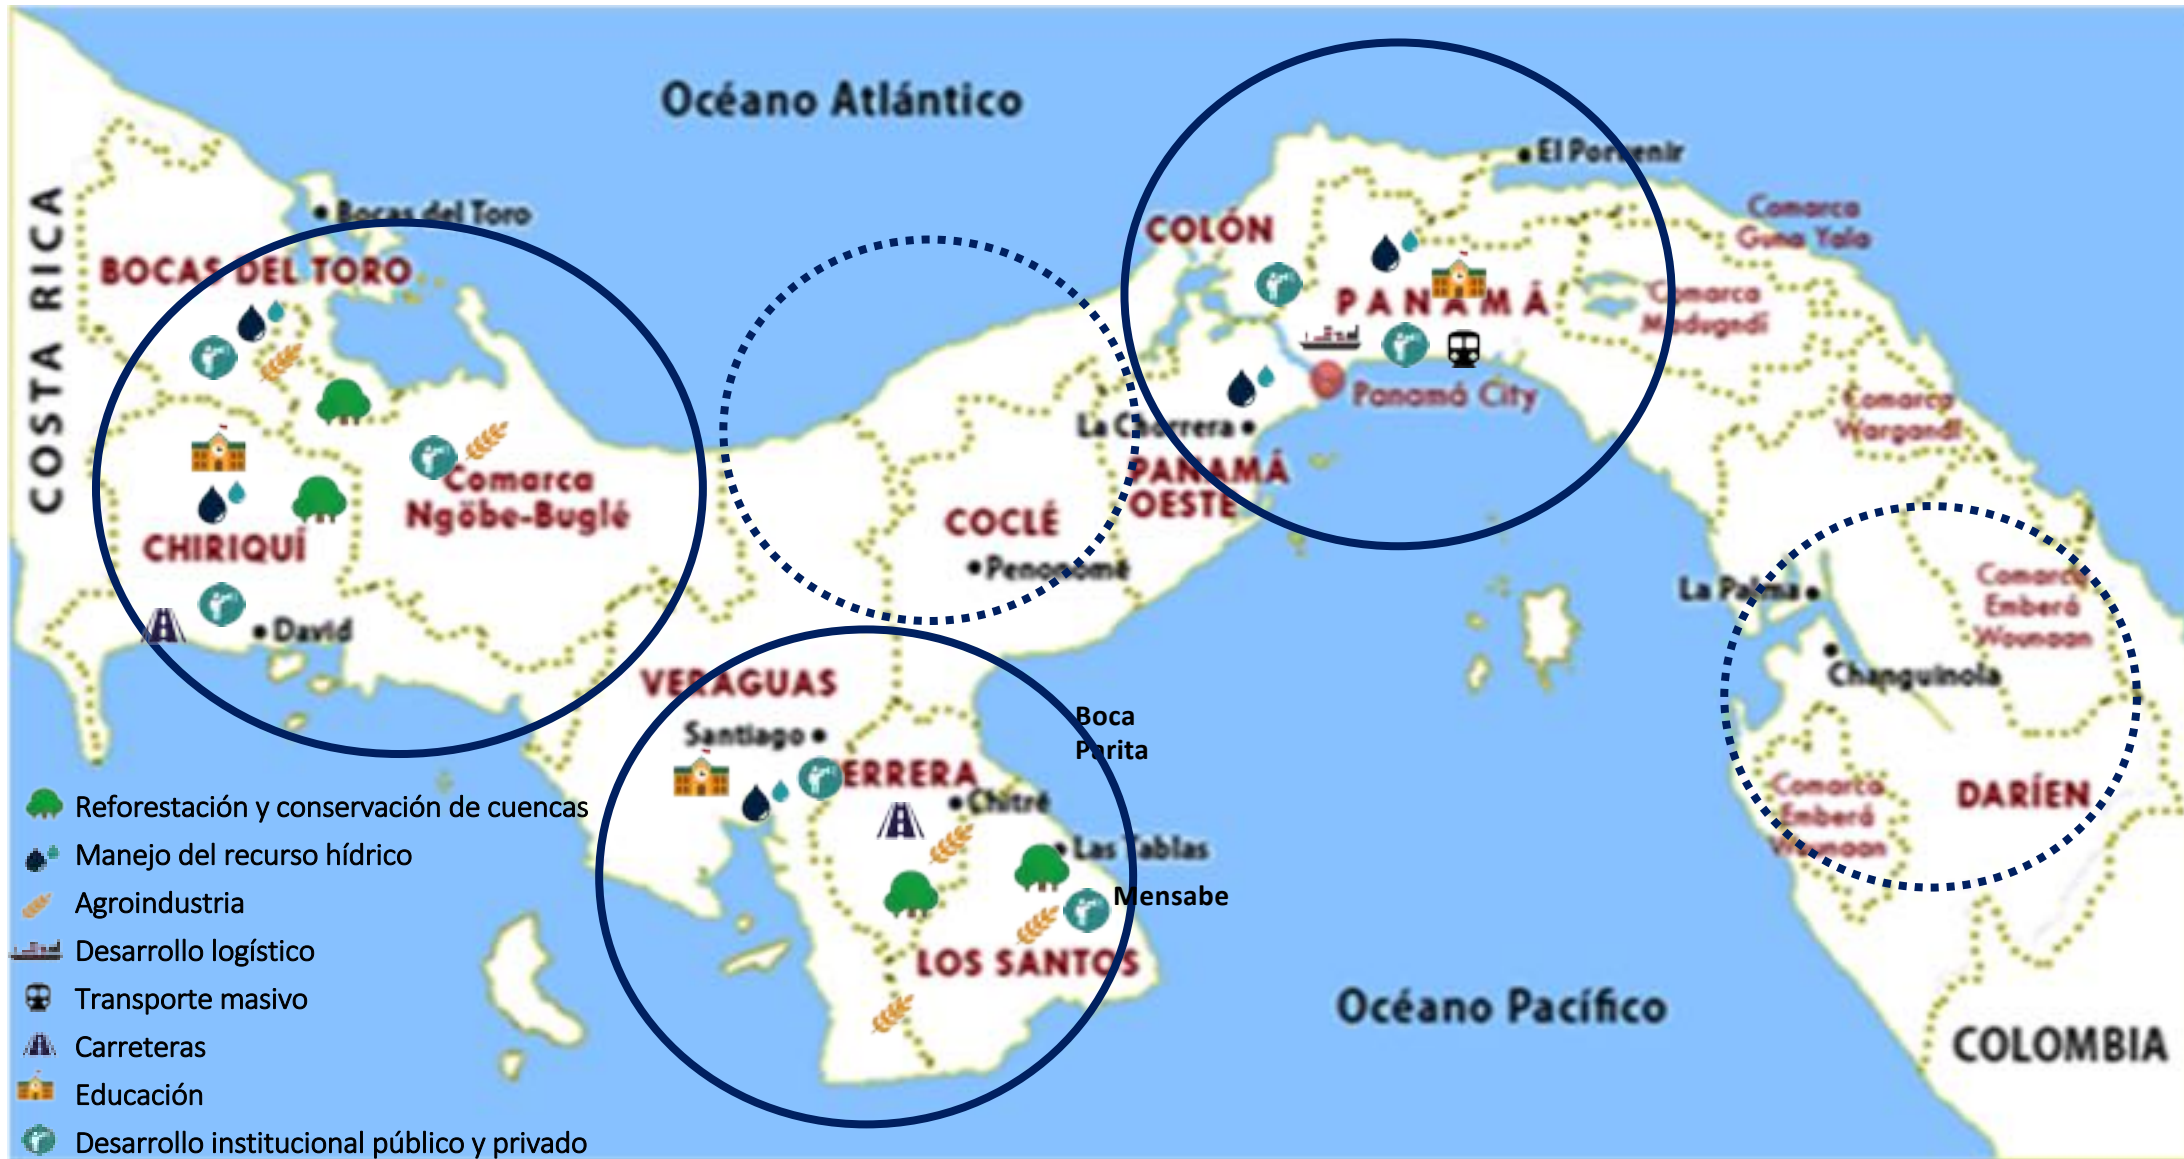 Océano Atlántico
El Porvenir
COSTA RICA
Bocas del Toro
BOCAS DEL TORO
COLÓN
Comarca
Guna Yala
PANAMÁ
Comarca
Madugndí
Panamá City
La Chorrera
Comarca
Wargandí
PANAMÁ
OESTE
Comarca
Ngöbe-Buglé
COCLÉ
CHIRIQUÍ
Penonomé
David
La Palma
Comarca
Emberá
Wounaan
Changuinola
VERAGUAS
Santiago
Boca
Parita
ERRERA
Chitré
Comarca
Emberá
Wounaan
DARÍEN
Las Tablas
Mensabe
LOS SANTOS
Océano Pacífico
COLOMBIA
Reforestación y conservación de cuencas
Manejo del recurso hídrico
Agroindustria
Desarrollo logístico
Transporte masivo
Carreteras
Educación
Desarrollo institucional público y privado